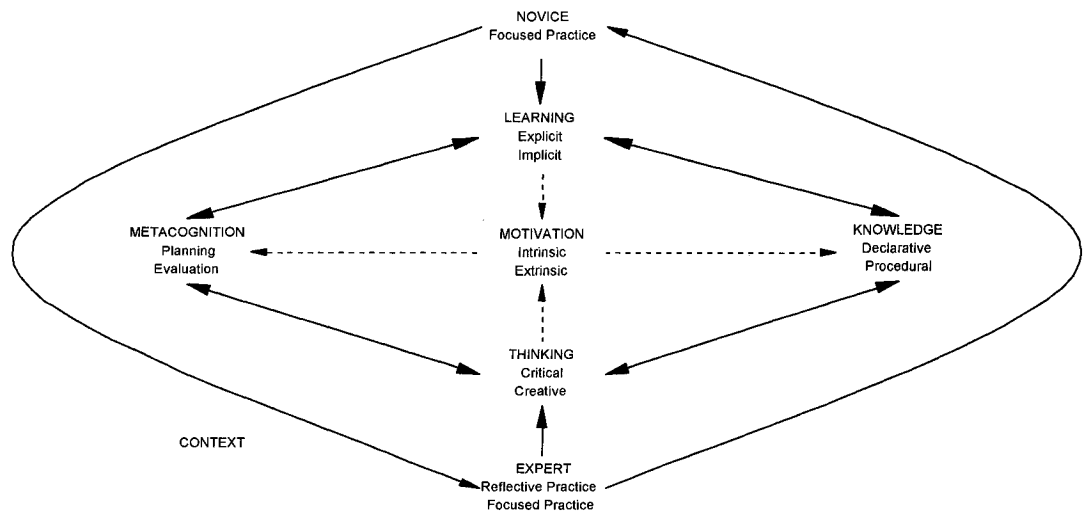 NOVICE
Focused Practice
LEARNING
Explicit
Implicit
METACOGNITION
Planning
Evaluation
MOTIVATION
Intrinsic
Extrinsic
KNOWLEDGE
Declarative
Procedural
THINKING
Critical
Creative
CONTEXT
EXPERT
Reflective Practice
Focused Practice